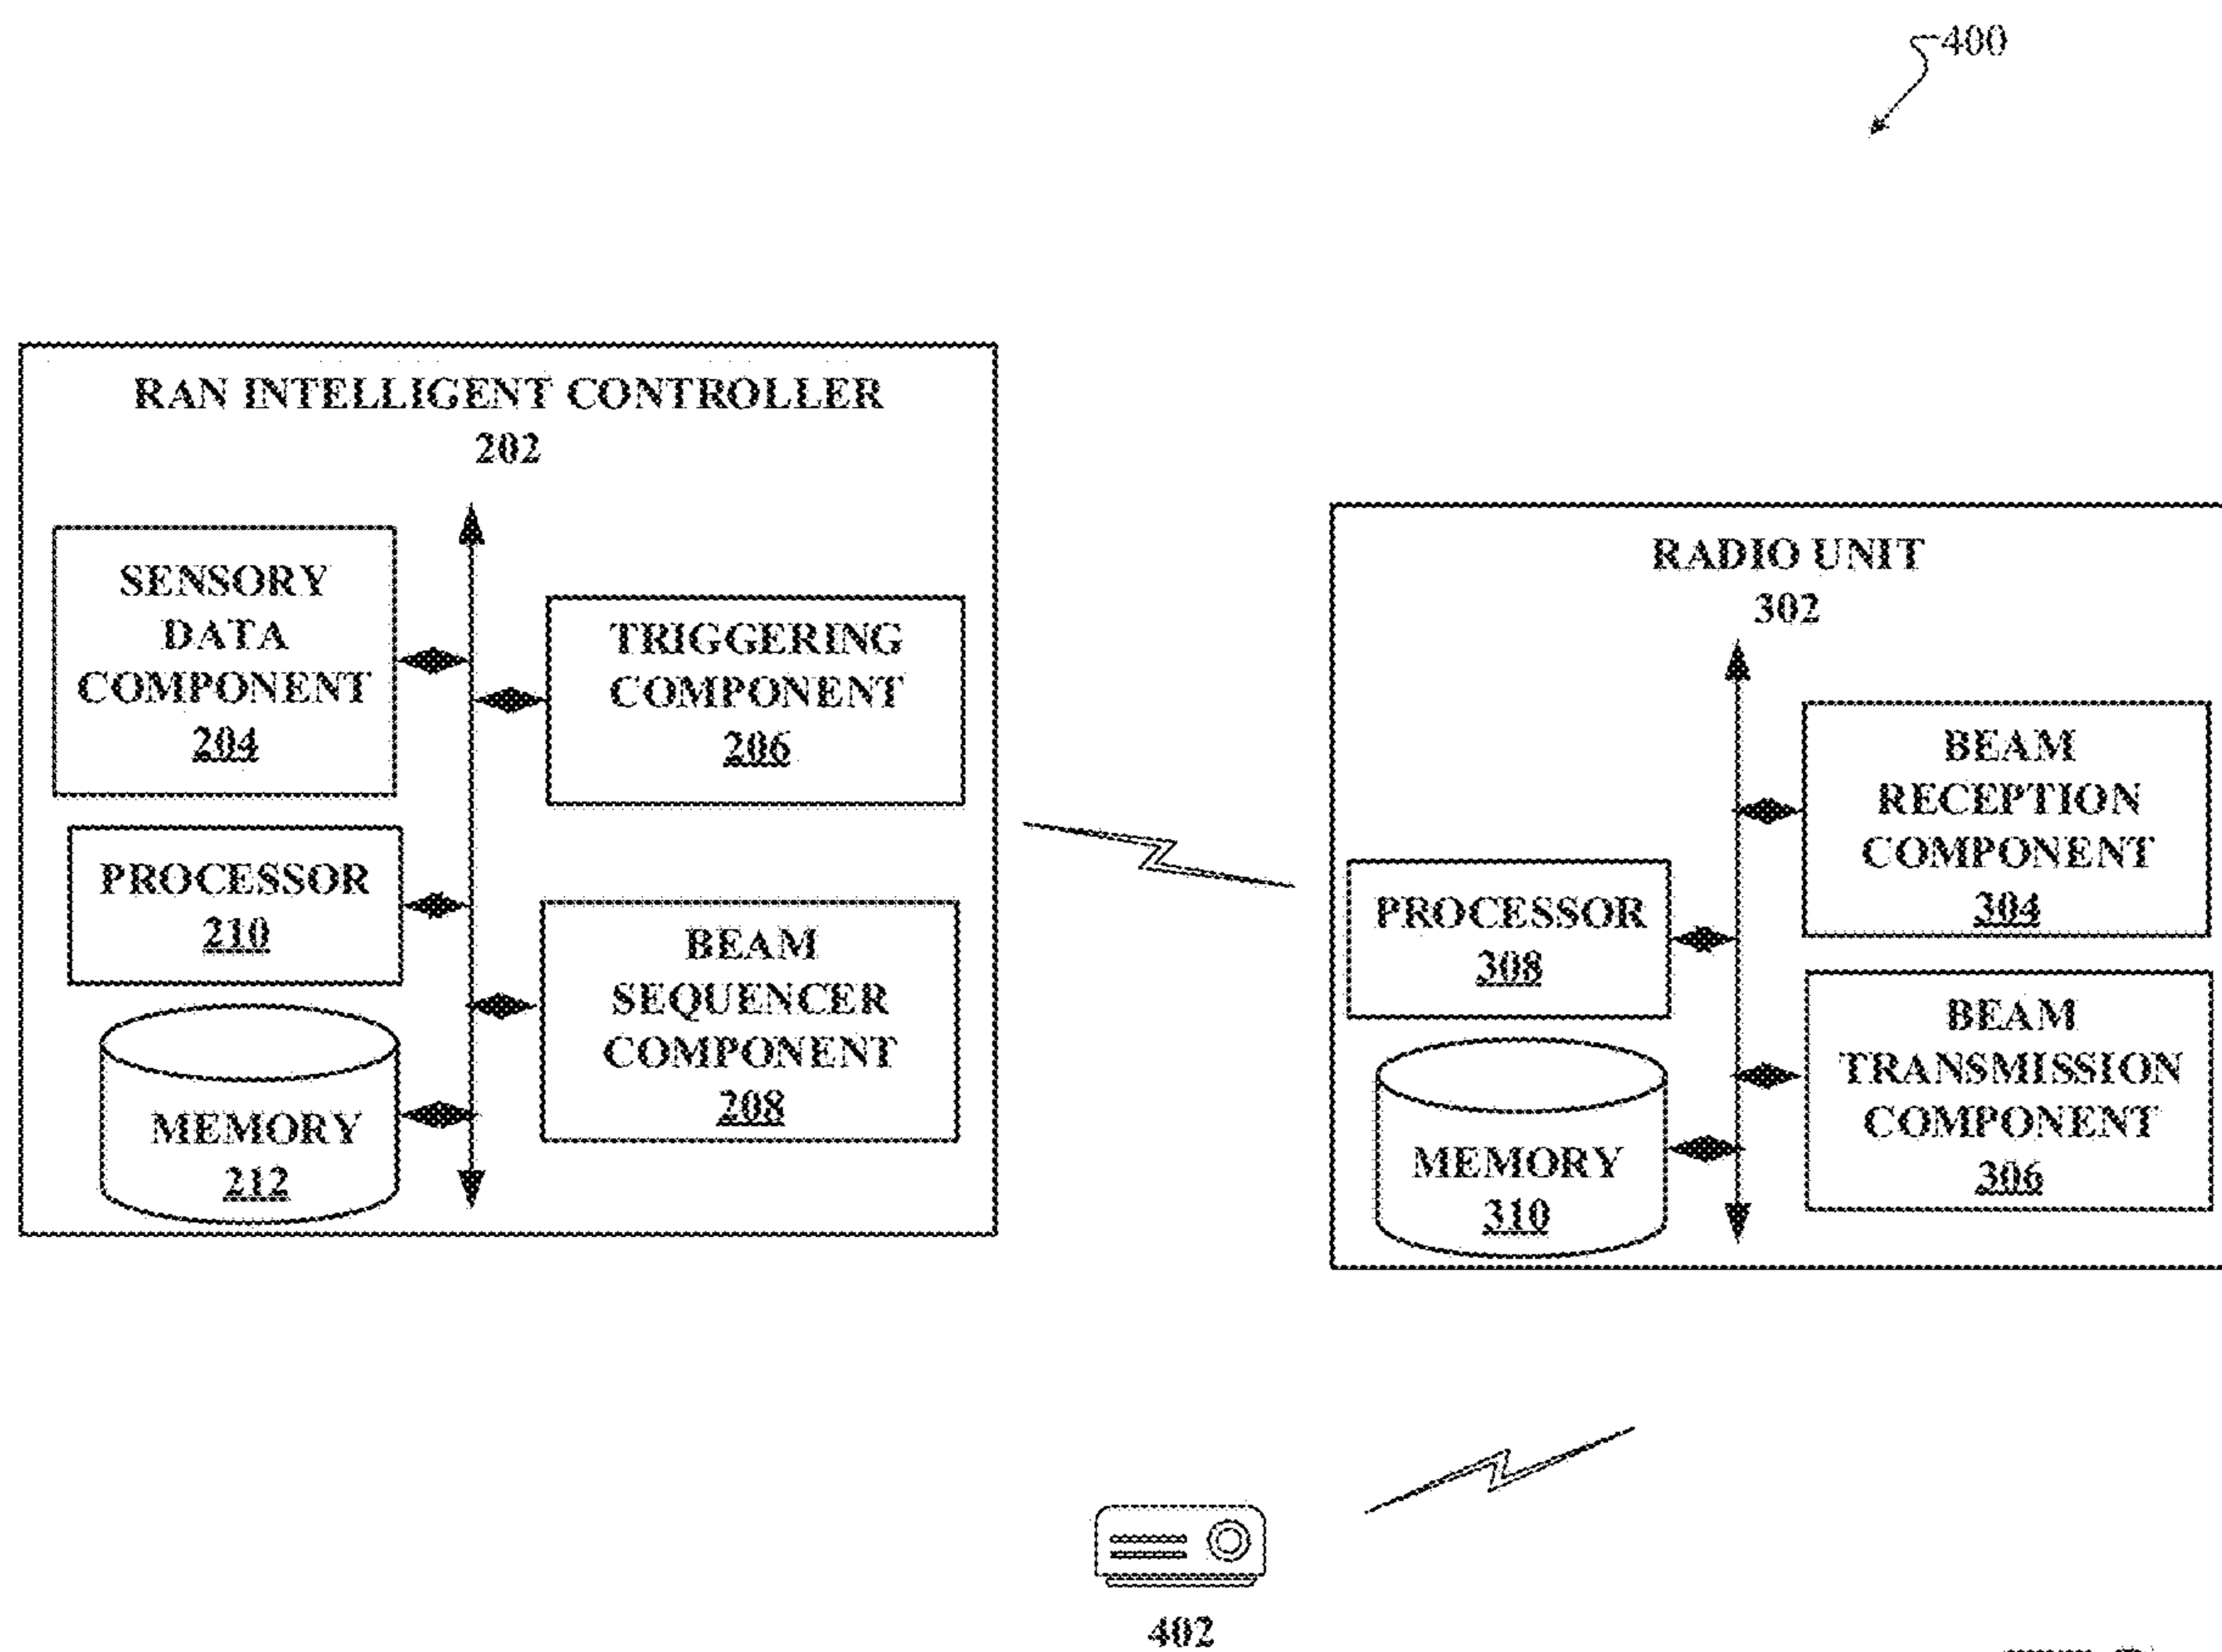 400
RAN INTELLIGENT CONTROLLER
202
SENSORY
DATA
COMPONENT
204
TRIGGERING
COMPONENT
206
PROCESSOR
210
BEAM
SEQUENCER
COMPONENT
208
MEMORY
212
RADIO UNIT
302
BEAM
RECEPTION
COMPONENT
304
PROCESSOR
308
BEAM
TRANSMISSION
COMPONENT
306
MEMORY
310
402